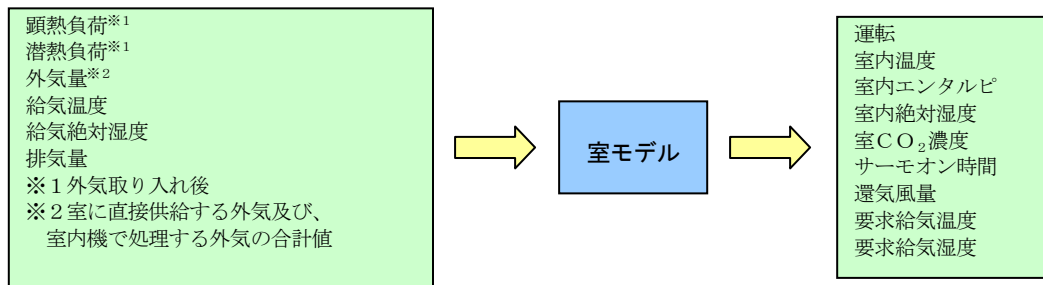 顕熱負荷※1
潜熱負荷※1
外気量※2
給気温度
給気絶対湿度
排気量
※1外気取り入れ後
※2室に直接供給する外気及び、
室内機で処理する外気の合計値
室モデル
運転
室内温度
室内エンタルピ
室内絶対湿度
室CO2濃度
サーモオン時間
還気風量
要求給気温度
要求給気湿度